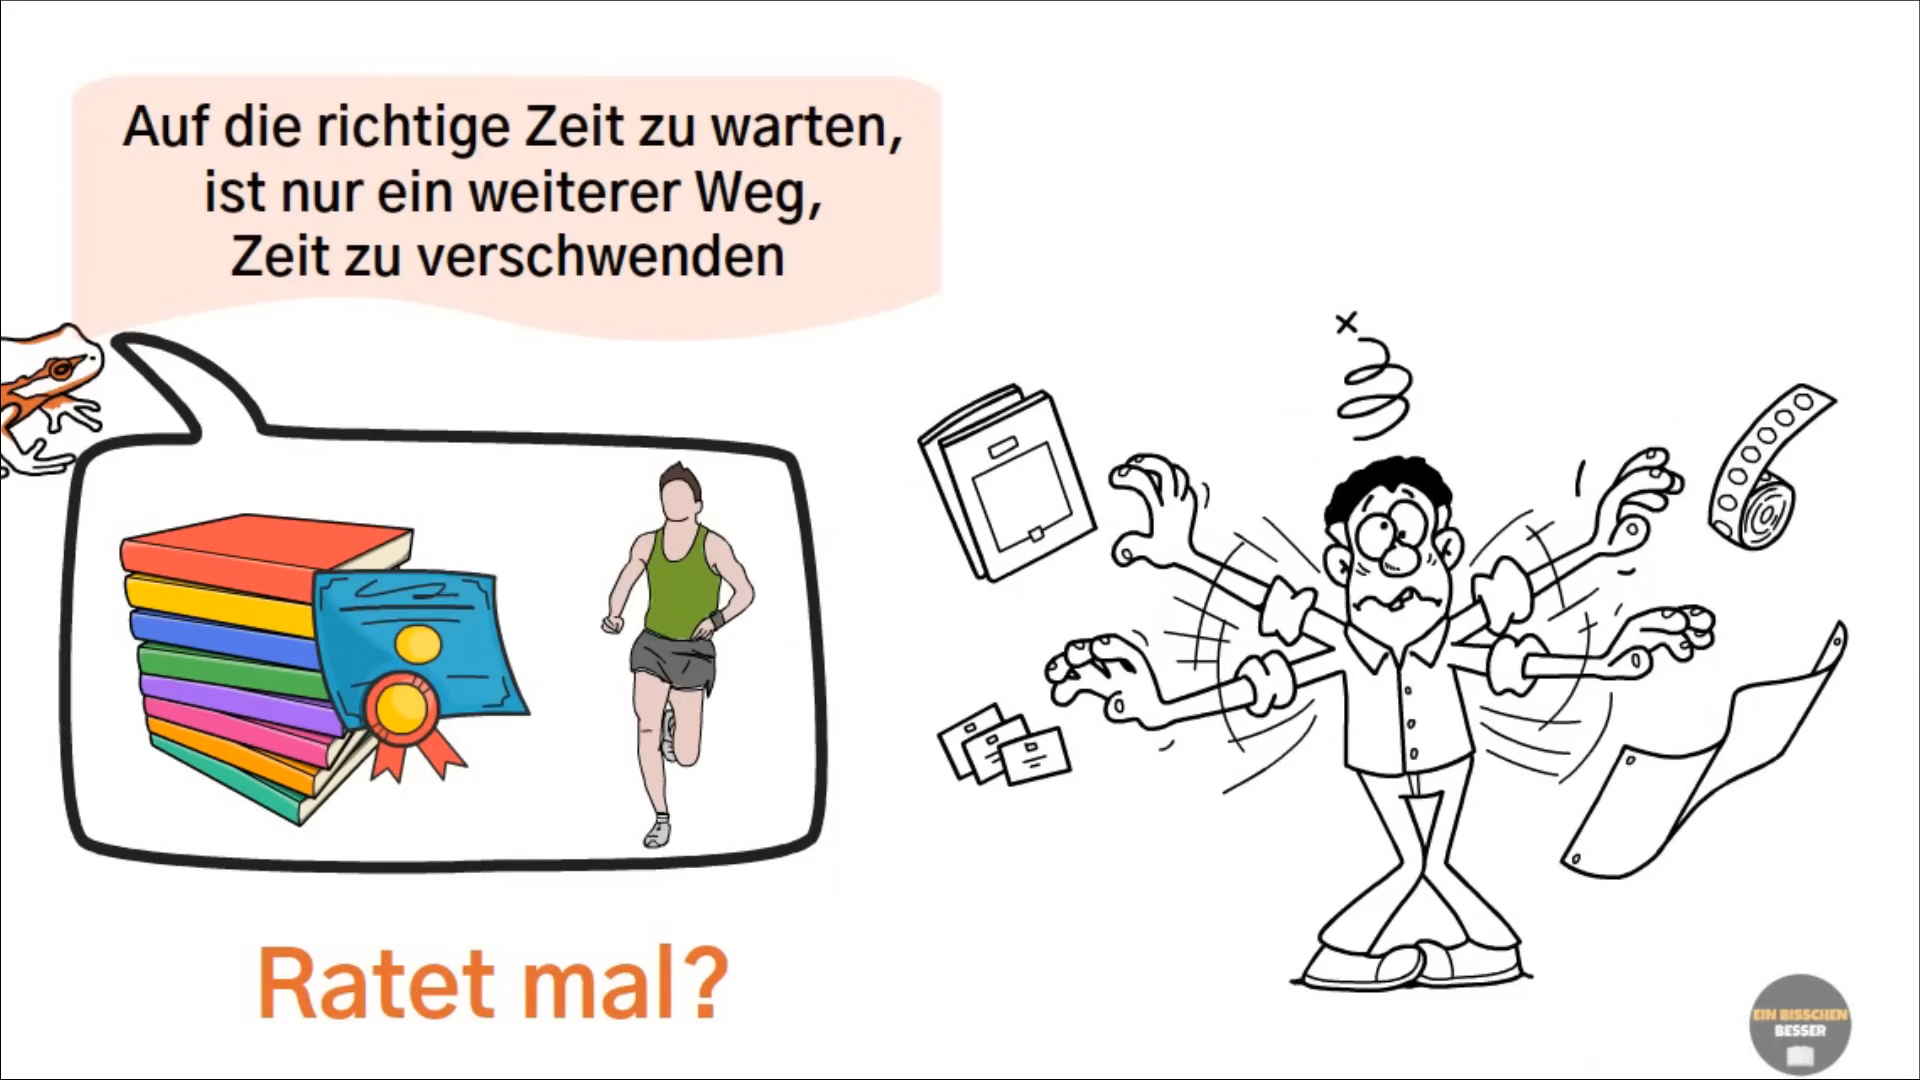 Auf die richtige Zeit zu warten,
ist nur ein weiterer Weg,
Zeit zu verschwenden
Ratet mal?
EIN BISSCHEN
BESSER